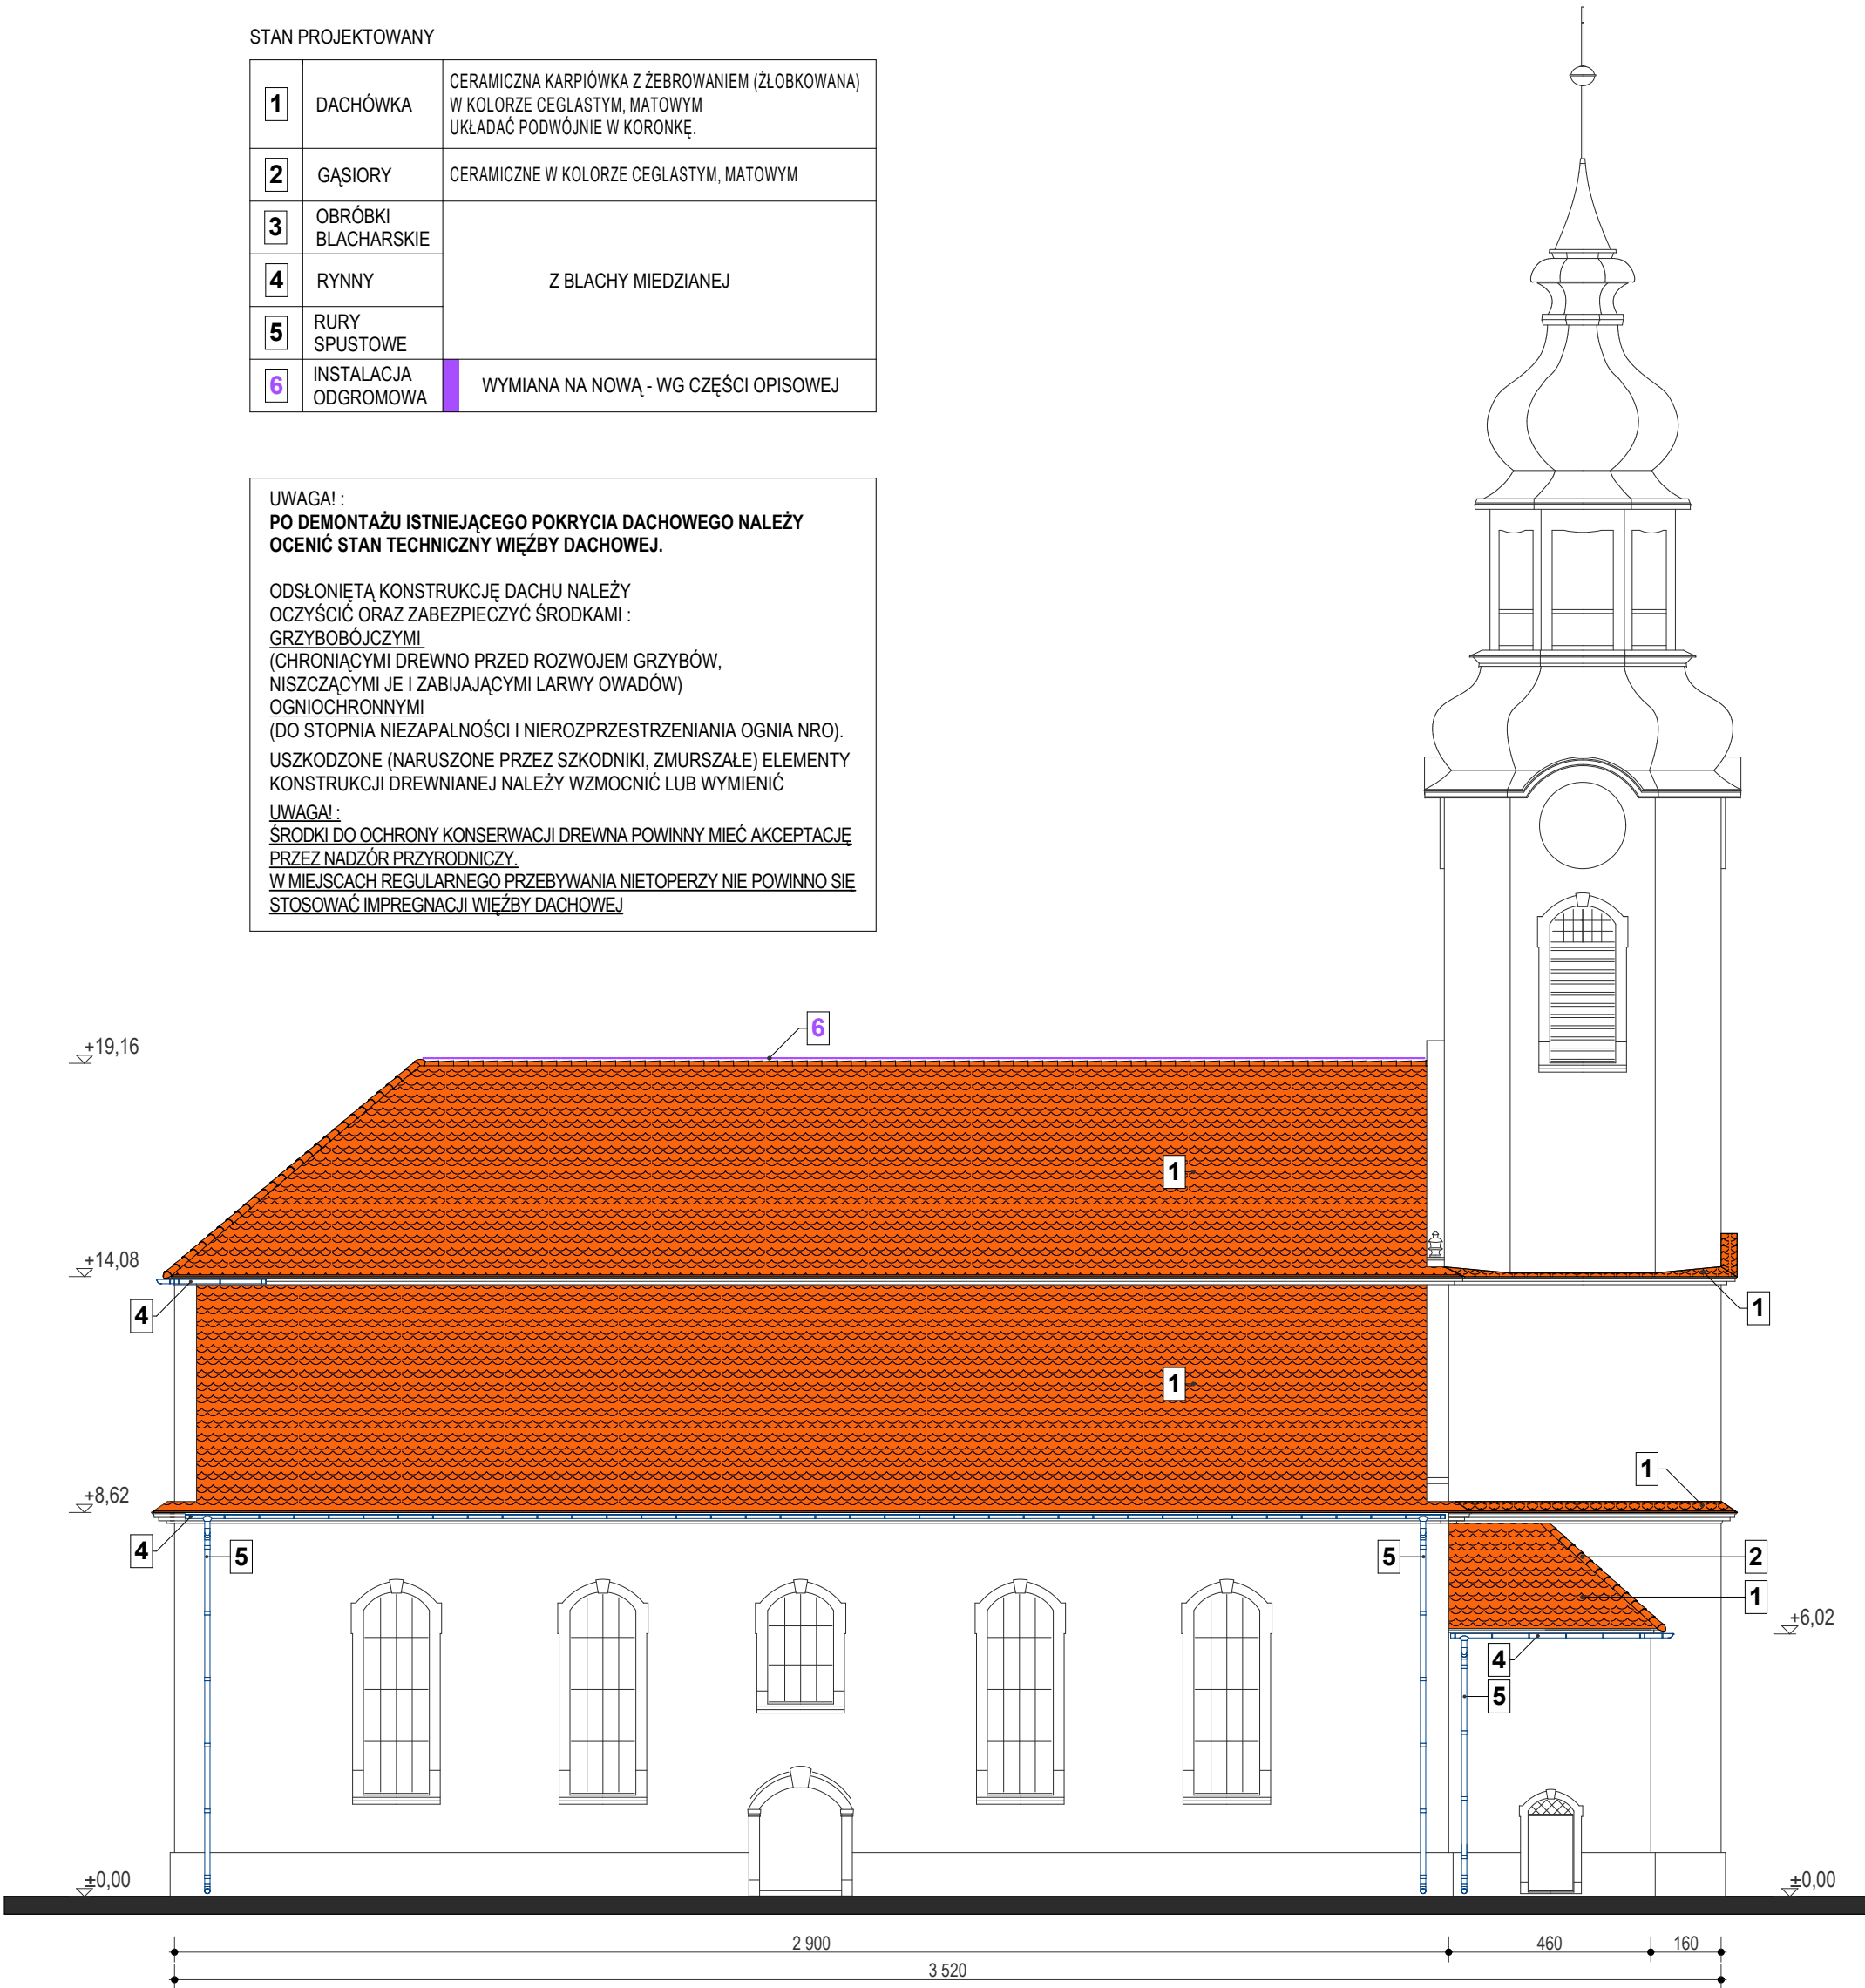 STAN PROJEKTOWANY
1
DACHÓWKA
CERAMICZNA KARPIÓWKA Z ŻEBROWANIEM (ŻŁOBKOWANA)
W KOLORZE CEGLASTYM, MATOWYM
UKŁADAĆ PODWÓJNIE W KORONKĘ.
2
GĄSIORY
CERAMICZNE W KOLORZE CEGLASTYM, MATOWYM
3
OBRÓBKI
BLACHARSKIE
4
RYNNY
Z BLACHY MIEDZIANEJ
5
RURY
SPUSTOWE
6
INSTALACJA
ODGROMOWA
WYMIANA NA NOWĄ - WG CZĘŚCI OPISOWEJ
UWAGA! :
PO DEMONTAŻU ISTNIEJĄCEGO POKRYCIA DACHOWEGO NALEŻY
OCENIĆ STAN TECHNICZNY WIĘŹBY DACHOWEJ.
ODSŁONIĘTĄ KONSTRUKCJĘ DACHU NALEŻY
OCZYŚCIĆ ORAZ ZABEZPIECZYĆ ŚRODKAMI :
GRZYBOBÓJCZYMI
(CHRONIĄCYMI DREWNO PRZED ROZWOJEM GRZYBÓW,
NISZCZĄCYMI JE I ZABIJAJĄCYMI LARWY OWADÓW)
OGNIOCHRONNYMI
(DO STOPNIA NIEZAPALNOŚCI I NIEROZPRZESTRZENIANIA OGNIA NRO).
USZKODZONE (NARUSZONE PRZEZ SZKODNIKI, ZMURSZAŁE) ELEMENTY
KONSTRUKCJI DREWNIANEJ NALEŻY WZMOCNIĆ LUB WYMIENIĆ
UWAGA! :
ŚRODKI DO OCHRONY KONSERWACJI DREWNA POWINNY MIEĆ AKCEPTACJĘ
PRZEZ NADZÓR PRZYRODNICZY.
W MIEJSCACH REGULARNEGO PRZEBYWANIA NIETOPERZY NIE POWINNO SIĘ
STOSOWAĆ IMPREGNACJI WIĘŹBY DACHOWEJ
6
+19,16
1
+14,08
4
1
1
1
+8,62
4
5
5
2
1
+6,02
4
5
±0,00
±0,00
2 900
460
160
3 520